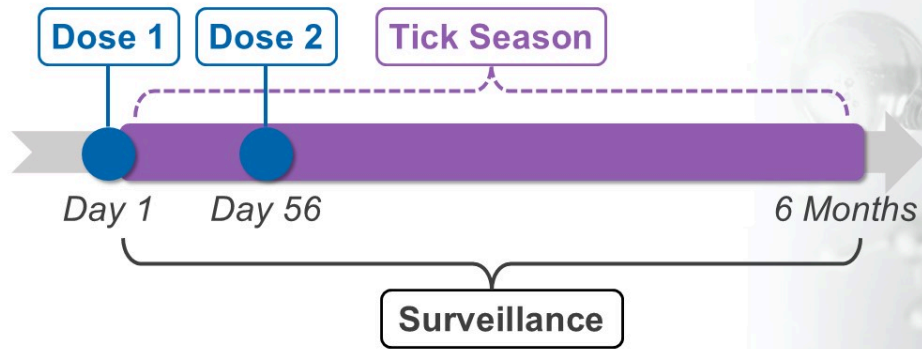 Dose 1
Dose 2
Tick Season
Day 1
Day 56
6 Months
Surveillance